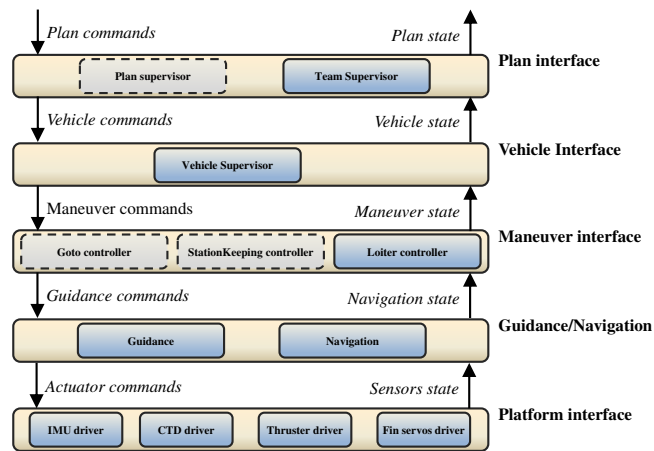 Plan commands
Plan state
Plan supervisor
Team Supervisor
Plan interface
Vehicle commands
Vehicle state
Vehicle Supervisor
Vehicle Interface
Maneuver commands
Maneuver state
Goto controller
StationKeeping controller
Loiter controller
Maneuver interface
Guidance commands
Navigation state
Guidance
Navigation
Guidance/Navigation
Actuator commands
Sensors state
IMU driver
CTD driver
Thruster driver
Fin servos driver
Platform interface